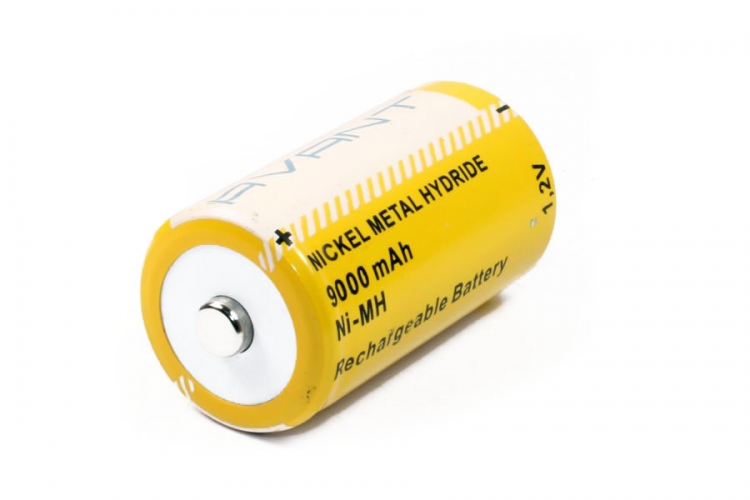 AVANT
+
-
NICKEL METAL HYDRIDE
9000 mAh
1,2V
Ni-MH
Rechargeable Battery